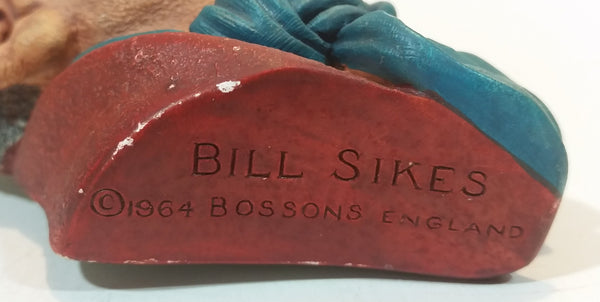 BILL SIKES
©1964 BOSSONS ENGLAND